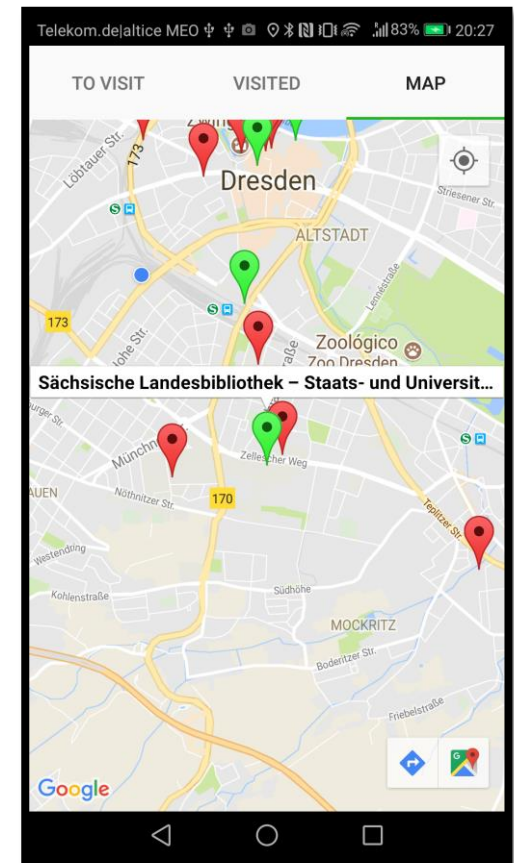 Telekom.de|altice MEO 83% 20:27
TO VISIT VISITED MAP
Löbtauer Str.
173
Dresden
Striesener Str.
S
ALTSTADT
Lennéstraße
S
173
Zoológico
Zoo Dresden
Sächsische Landesbibliothek – Staats- und Universit...
S
Zellescher Weg
Nöthnitzer Str.
170
Teplitzer Str.
Westendring
Kohlenstraße
Südhöhe
MOCKRITZ
Boderitzer Str.
Friebelstraße
G
Google